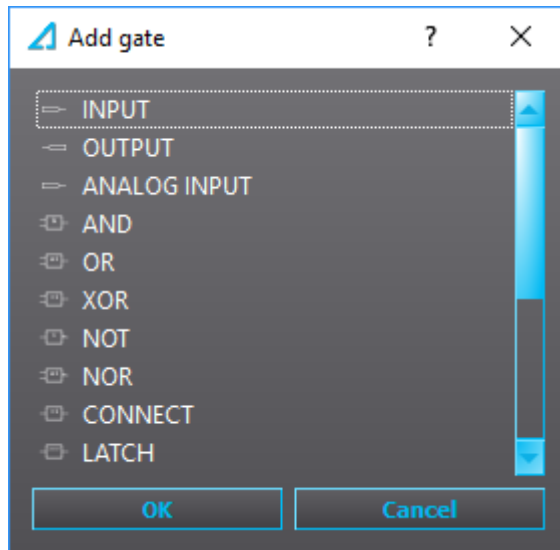 Add gate ?
INPUT
OUTPUT
ANALOG INPUT
AND
OR
XOR
NOT
NOR
CONNECT
LATCH
OK Cancel